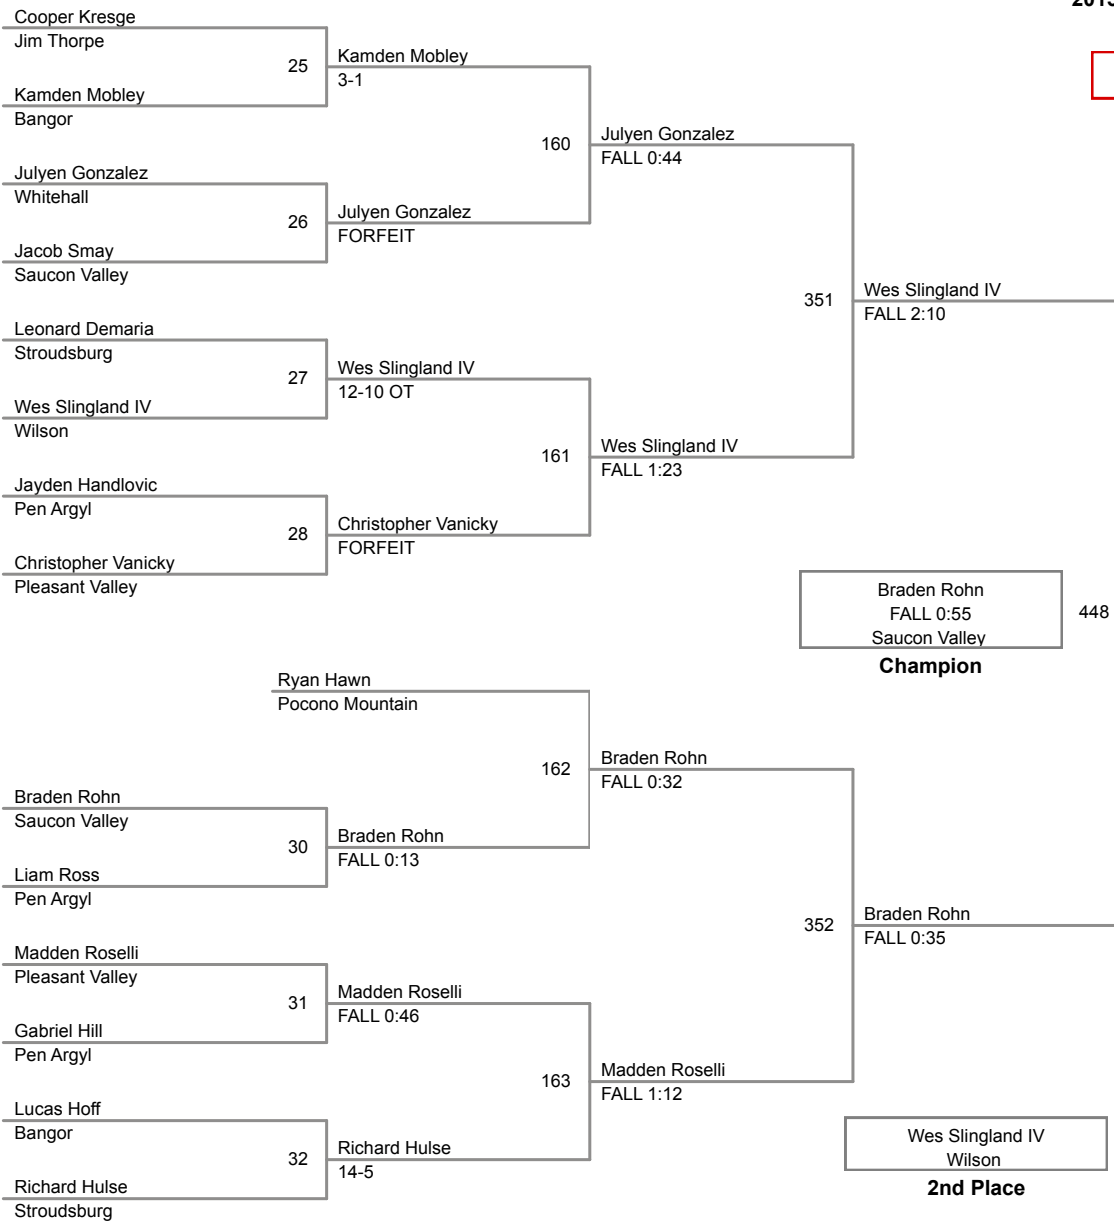 2015
Cooper Kresge
Jim Thorpe
25
Kamden Mobley
3-1
Kamden Mobley
Bangor
160
Julyen Gonzalez
FALL 0:44
Julyen Gonzalez
Whitehall
26
Julyen Gonzalez
FORFEIT
Jacob Smay
Saucon Valley
351
Wes Slingland IV
FALL 2:10
Leonard Demaria
Stroudsburg
27
Wes Slingland IV
12-10 OT
Wes Slingland IV
Wilson
161
Wes Slingland IV
FALL 1:23
Jayden Handlovic
Pen Argyl
28
Christopher Vanicky
FORFEIT
Christopher Vanicky
Pleasant Valley
Braden Rohn
FALL 0:55
Saucon Valley
448
Champion
Ryan Hawn
Pocono Mountain
162
Braden Rohn
FALL 0:32
Braden Rohn
Saucon Valley
30
Braden Rohn
FALL 0:13
Liam Ross
Pen Argyl
352
Braden Rohn
FALL 0:35
Madden Roselli
Pleasant Valley
31
Madden Roselli
FALL 0:46
Gabriel Hill
Pen Argyl
163
Madden Roselli
FALL 1:12
Lucas Hoff
Bangor
32
Richard Hulse
14-5
Richard Hulse
Stroudsburg
Wes Slingland IV
Wilson
2nd Place